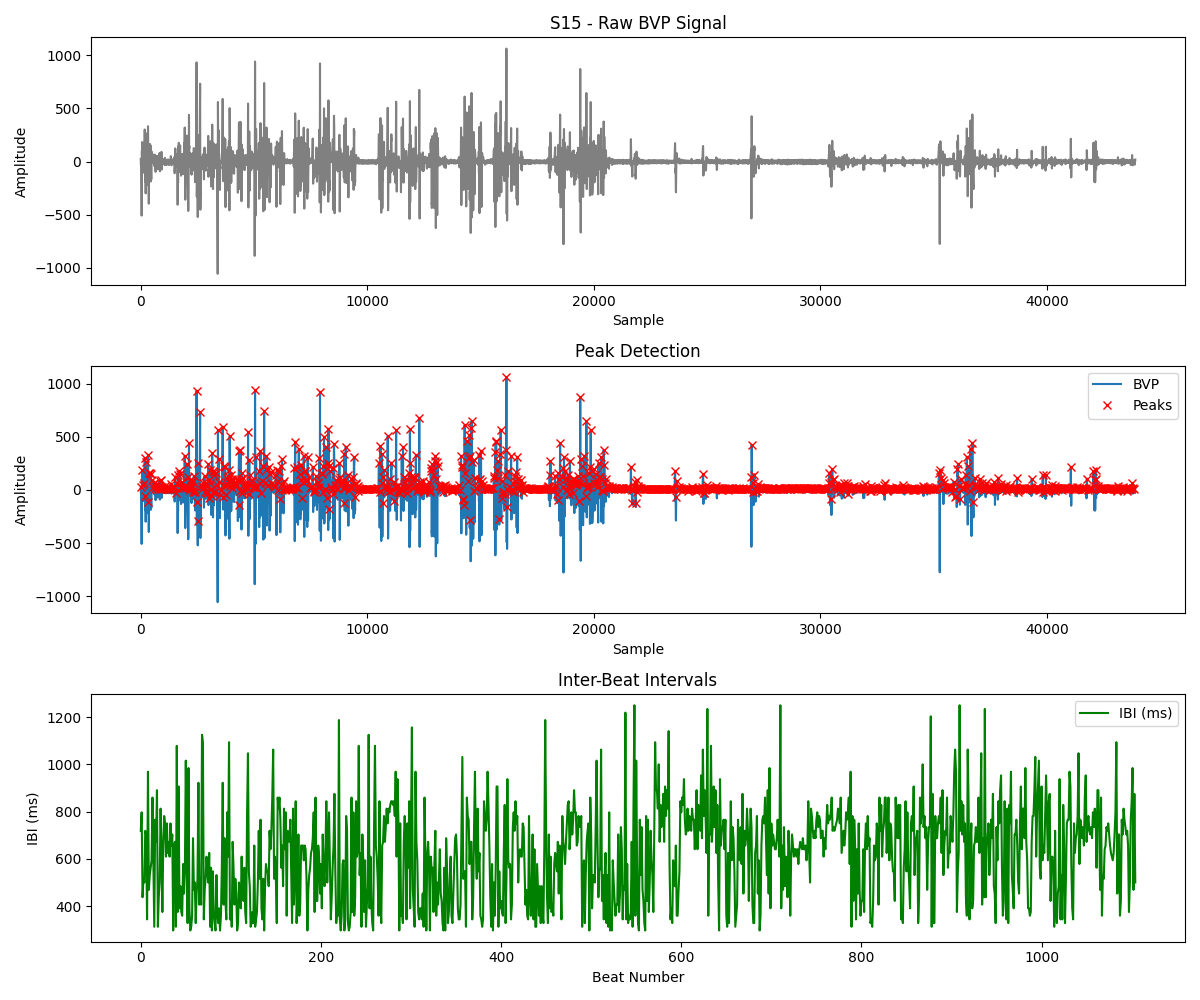 S15 - Raw BVP Signal
1000
500
0
−500
−1000
Amplitude
0 10000 20000 30000 40000
Sample
Peak Detection
1000
500
0
−500
−1000
Amplitude
BVP
Peaks
0 10000 20000 30000 40000
Sample
Inter-Beat Intervals
1200
1000
800
600
400
IBI (ms)
IBI (ms)
0 200 400 600 800 1000
Beat Number